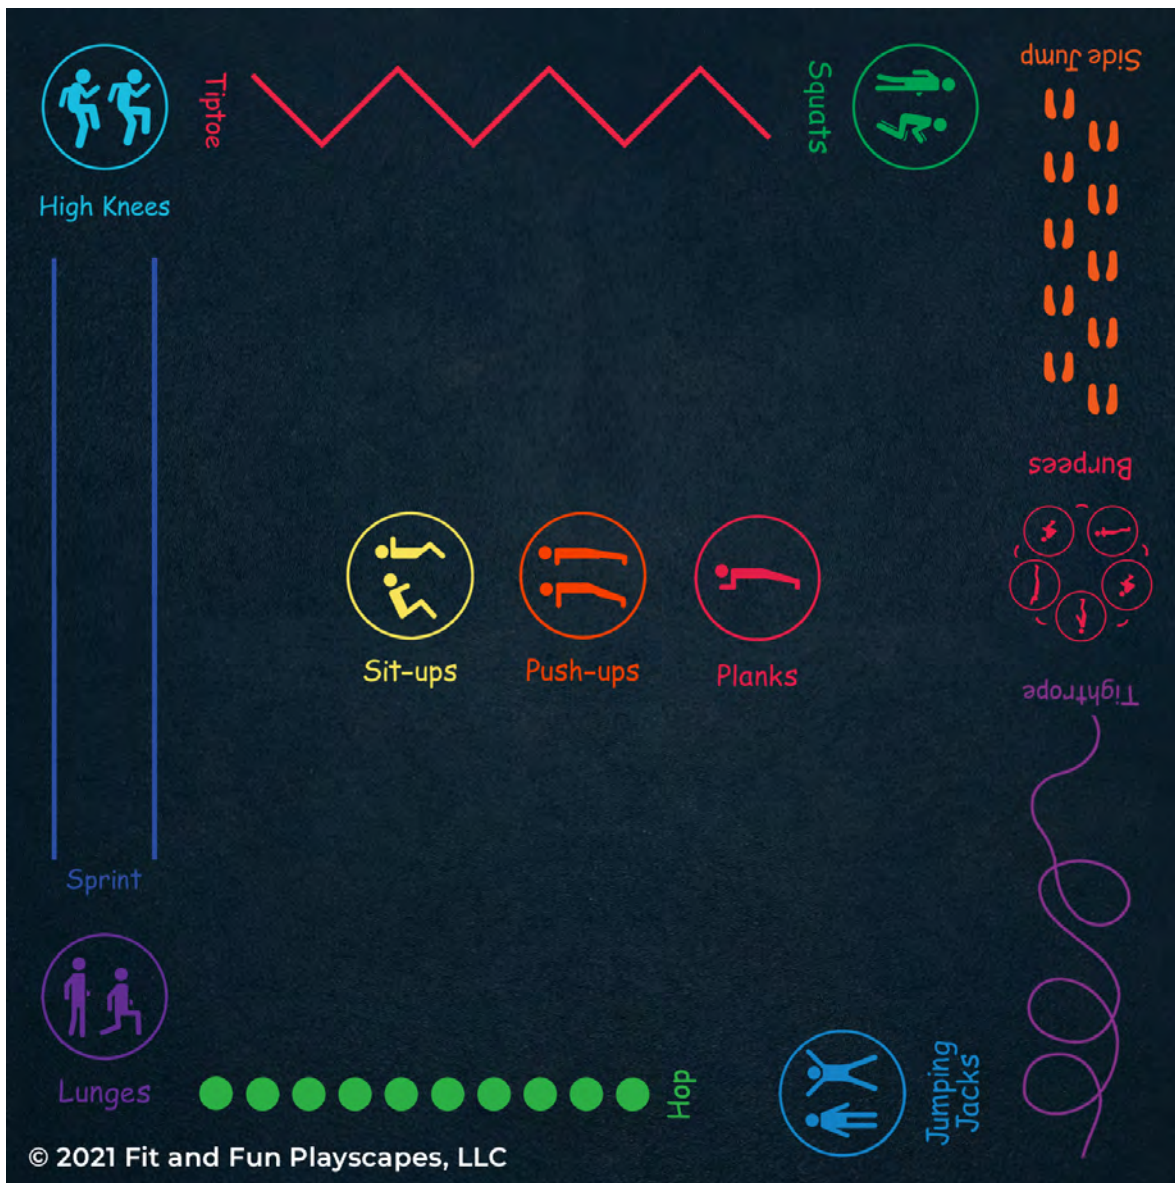 Side Jump
Tiptoe
Squats
High Knees
Burpees
Sit-ups
Push-ups
Planks
Tightrope
Sprint
Lunges
Hop
Jumping
Jacks
© 2021 Fit and Fun Playscapes, LLC